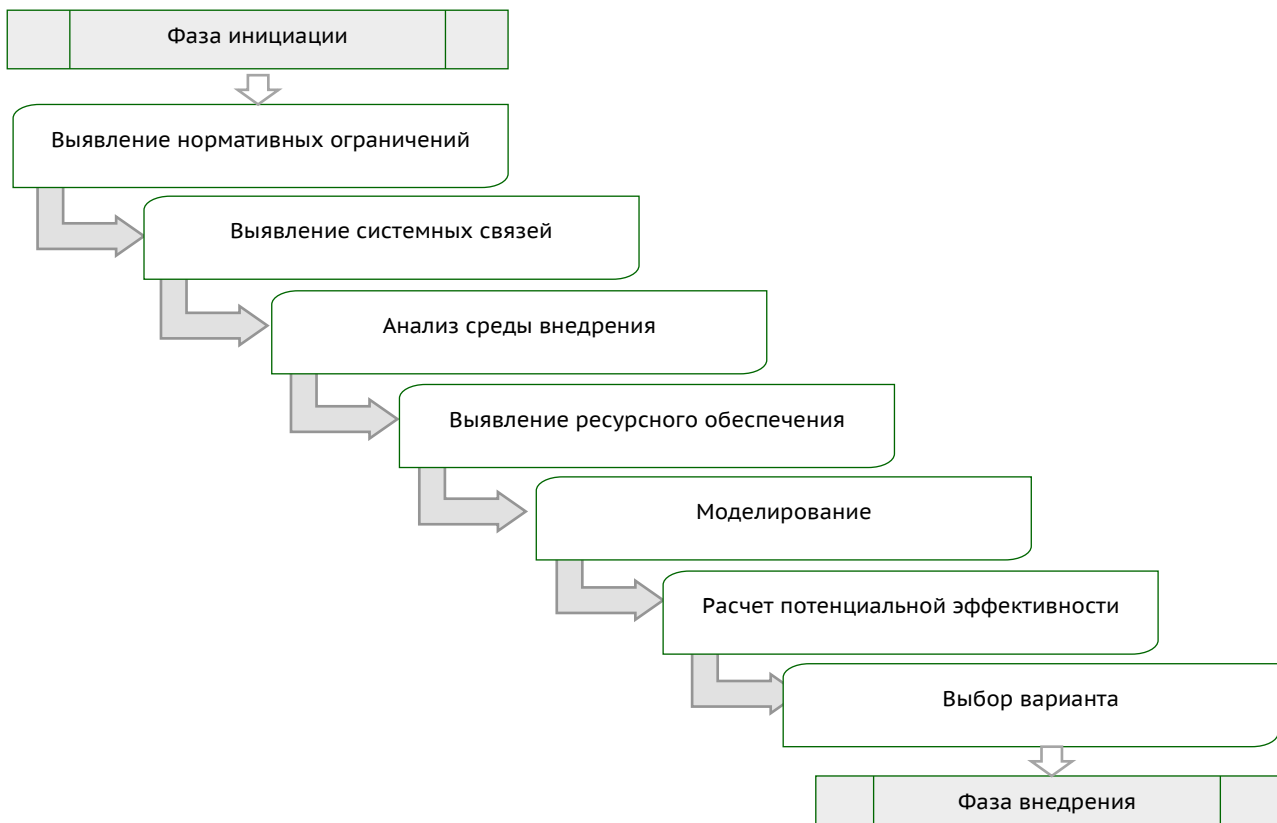 Фаза инициации
Выявление нормативных ограничений
Выявление системных связей
Анализ среды внедрения
Выявление ресурсного обеспечения
Моделирование
Расчет потенциальной эффективности
Выбор варианта
Фаза внедрения